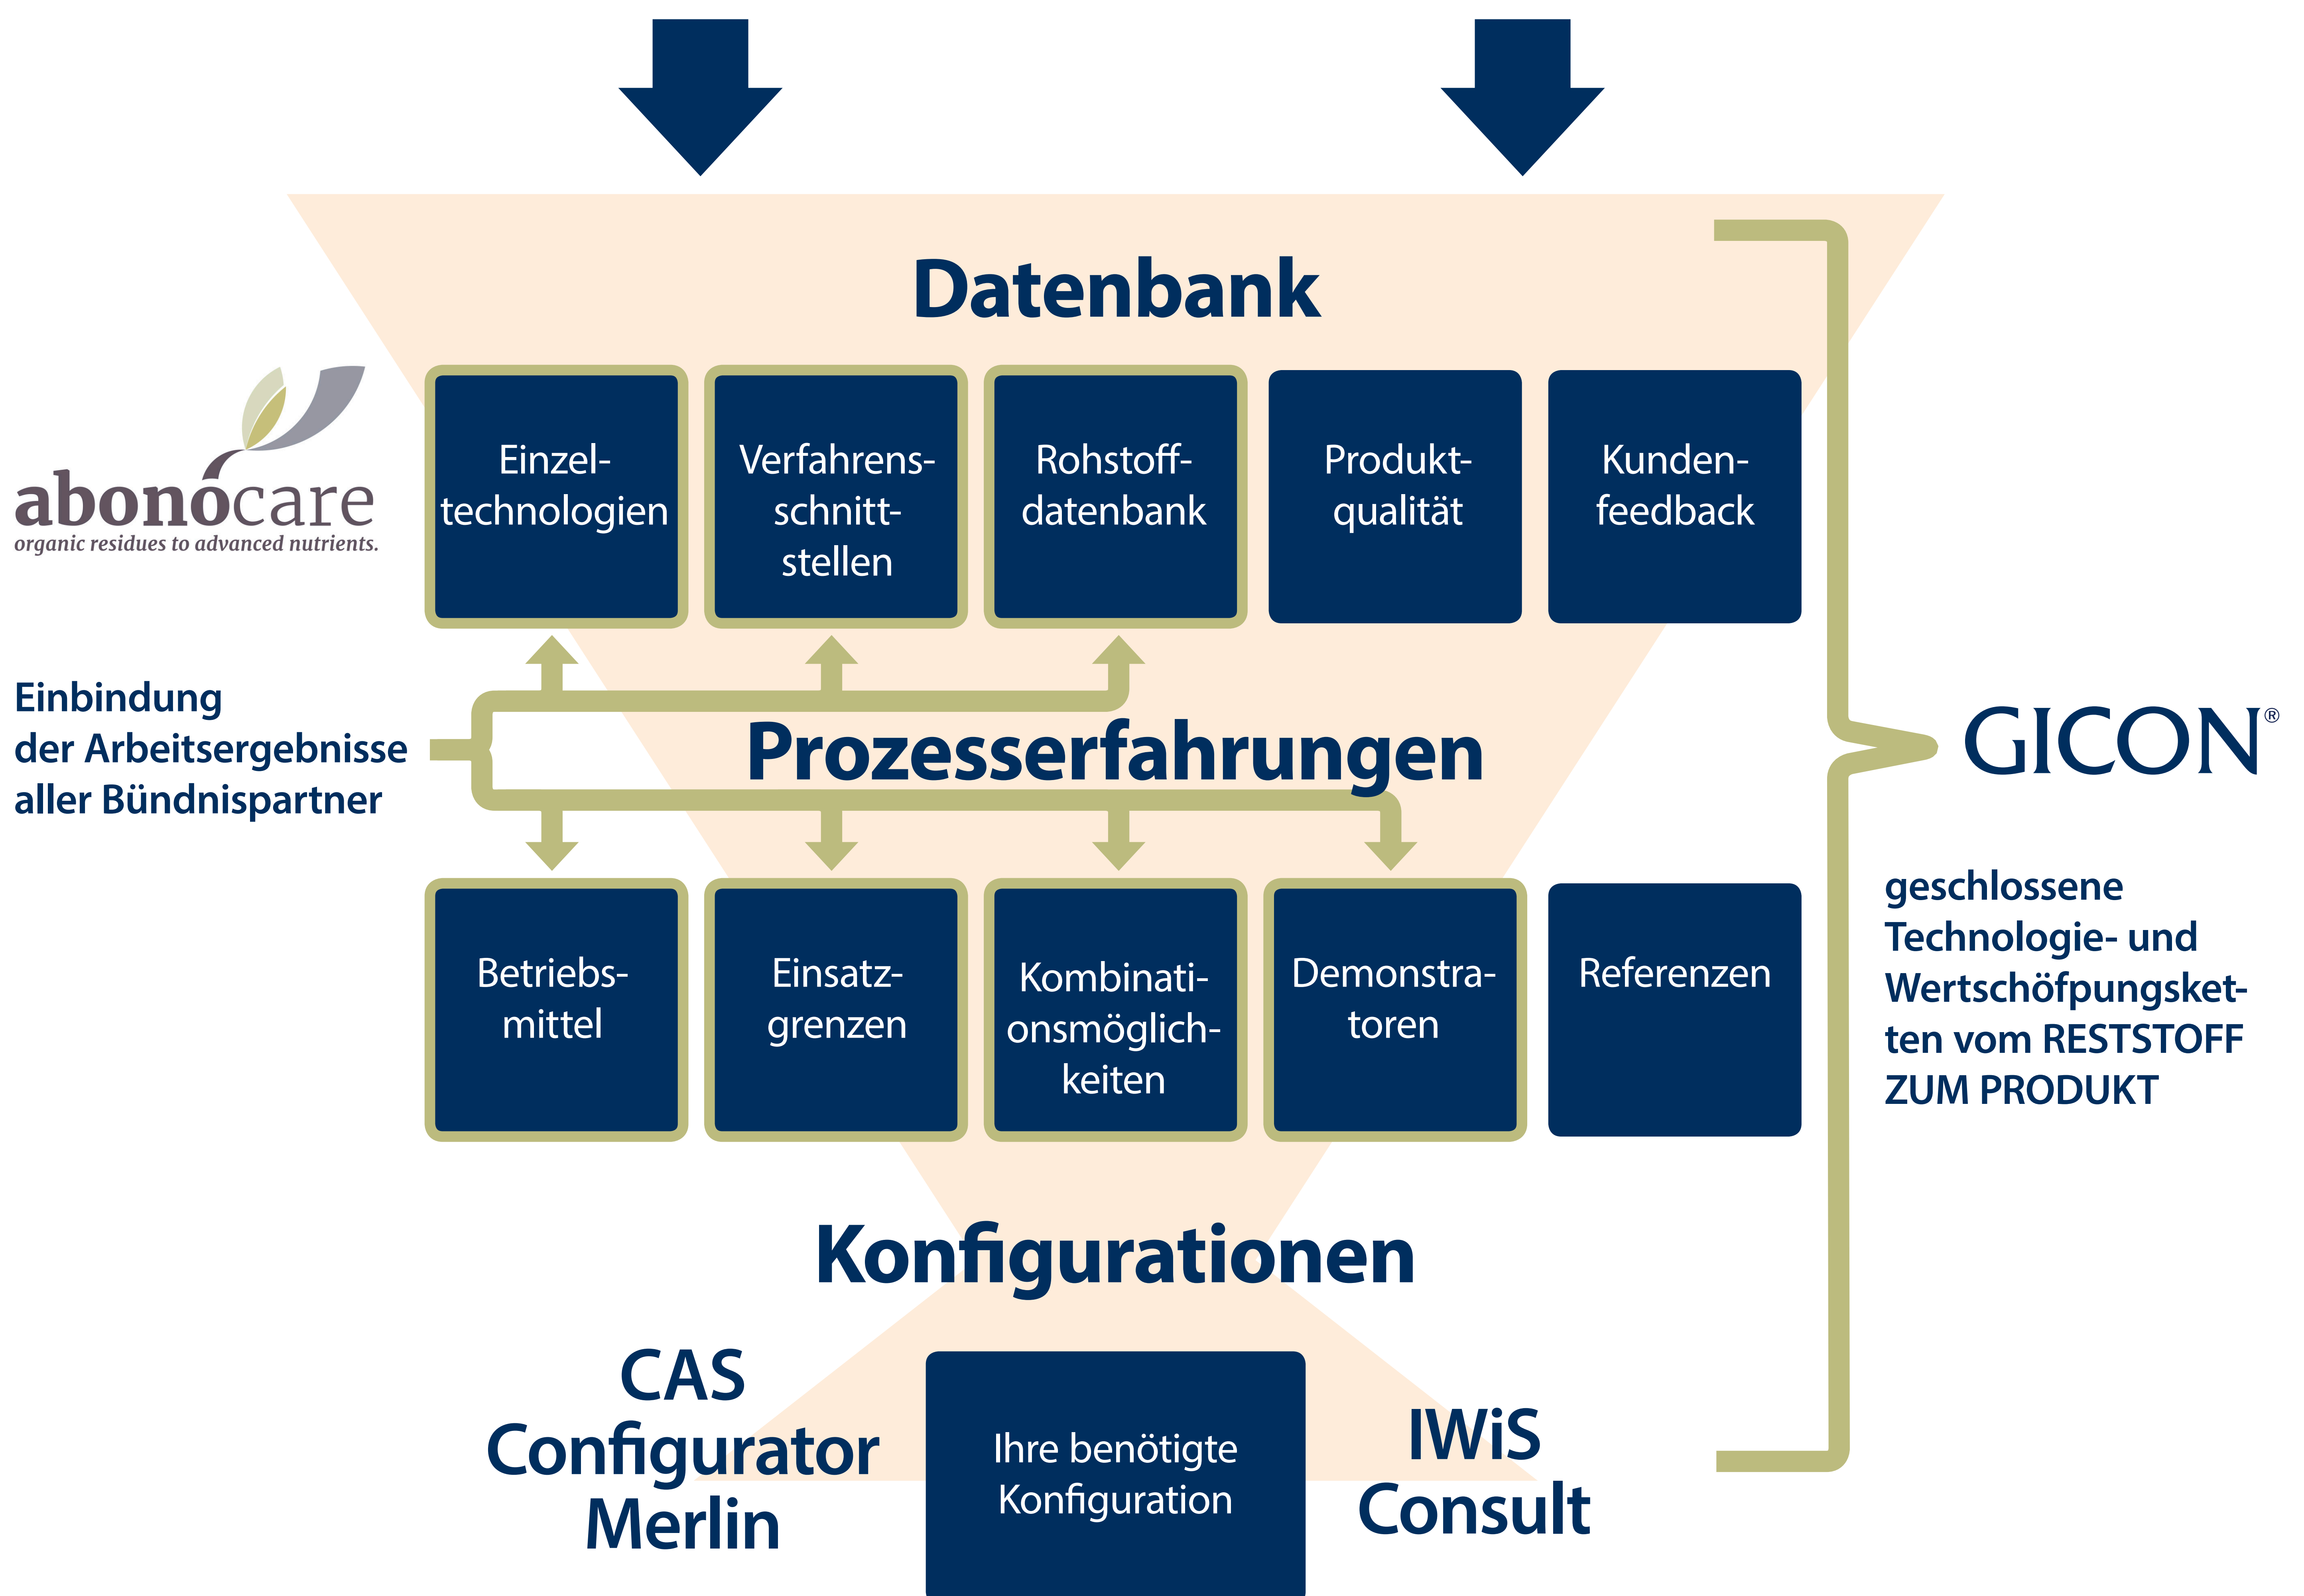 Datenbank
abonocare
organic residues to advanced nutrients.
Einzel-
technologien
Verfahrens-
schnitt-
stellen
Rohstoff-
datenbank
Produkt-
qualität
Kunden-
feedback
Einbindung
der Arbeitsergebnisse
aller Bündnispartner
Prozesserfahrungen
GICON®
Betriebs-
mittel
Einsatz-
grenzen
Kombinati-
onsmöglich-
keiten
Demonstra-
toren
Referenzen
geschlossene
Technologie- und
Wertschöfpungsket-
ten vom RESTSTOFF
ZUM PRODUKT
Konfigurationen
CAS
Configurator
Merlin
Ihre benötigte
Konfiguration
IWiS
Consult